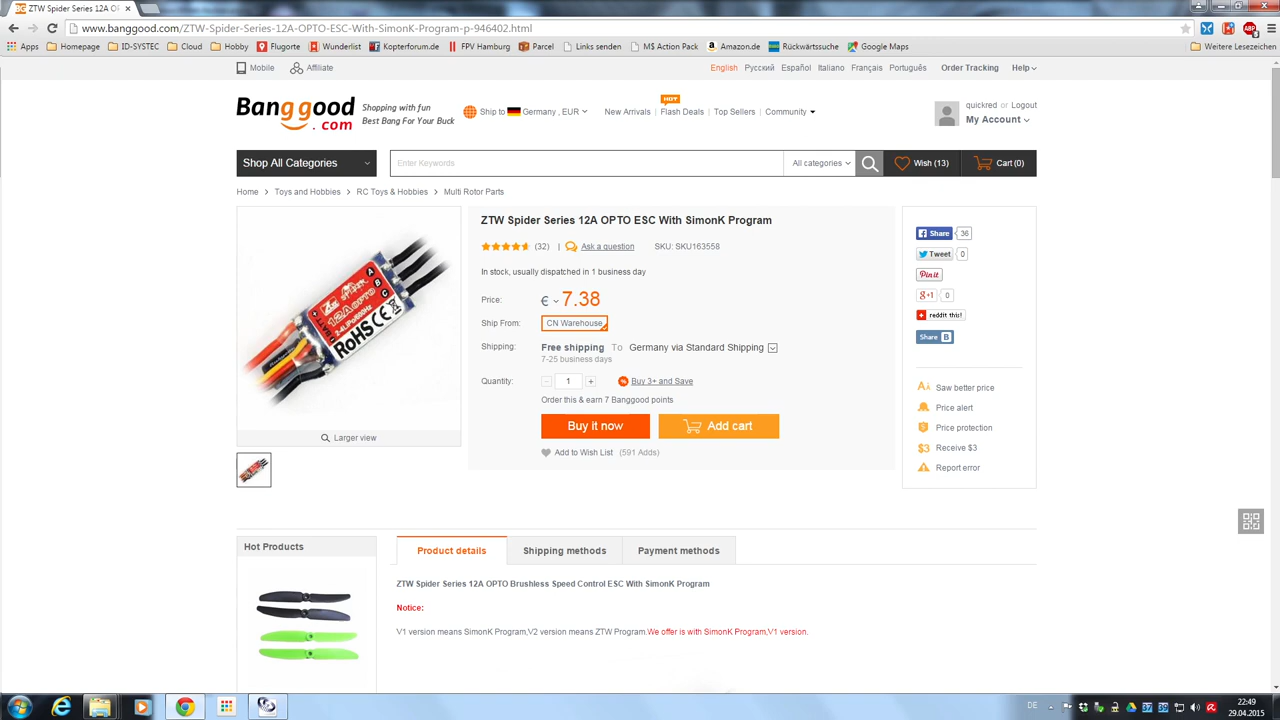 ZTW Spider Series 12A O
www.banggood.com/ZTW-Spider-Series-12A-OPTO-ESC-With-SimonK-Program-p-946402.html
Apps Homepage ID-SYSTEC Cloud Hobby Flugorte Wunderlist Kopterforum.de FPV Hamburg Parcel Links senden M$ Action Pack Amazon.de Rückwärtssuche Google Maps Weitere Lesezeichen
Mobile Affiliate English Русский Español Italiano Français Português Order Tracking Help
Banggood.com
Shopping with fun
Best Bang For Your Buck
Ship to Germany , EUR
HOT
New Arrivals | Flash Deals | Top Sellers | Community
quickred or Logout
My Account
Shop All Categories Enter Keywords All categories Wish (13) Cart (0)
Home > Toys and Hobbies > RC Toys & Hobbies > Multi Rotor Parts
A
B
C
12A OPTO
RoHS
Larger view
ZTW Spider Series 12A OPTO ESC With SimonK Program
(32) | Ask a question SKU: SKU163558
In stock, usually dispatched in 1 business day
Price: € 7.38
Ship From: CN Warehouse
Shipping: Free shipping To Germany via Standard Shipping
7-25 business days
Quantity: - 1 + Buy 3+ and Save
Order this & earn 7 Banggood points
Buy it now Add cart
Add to Wish List (591 Adds)
Share 36
Tweet 0
Pin it
g+1 0
reddit this!
Share B
Saw better price
Price alert
Price protection
$3 Receive $3
Report error
Hot Products
Product details Shipping methods Payment methods
ZTW Spider Series 12A OPTO Brushless Speed Control ESC With SimonK Program
Notice:
V1 version means SimonK Program,V2 version means ZTW Program.We offer is with SimonK Program,V1 version.
DE
22:49
29.04.2015